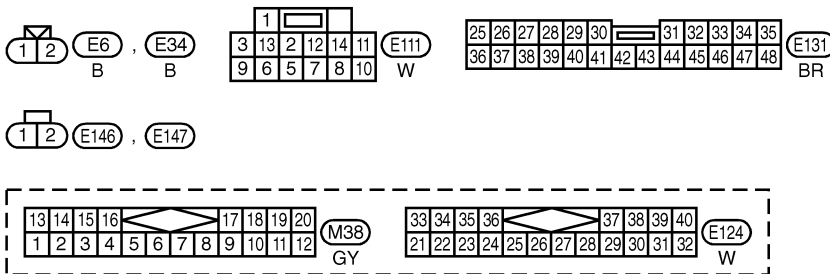 1 2 E6 , E34
B B
1
3 13 2 12 14 11
9 6 5 7 8 10
E111
W
25 26 27 28 29 30 31 32 33 34 35
36 37 38 39 40 41 42 43 44 45 46 47 48
E131
BR
1 2 E146 , E147
13 14 15 16 17 18 19 20
1 2 3 4 5 6 7 8 9 10 11 12
M38
GY
33 34 35 36 37 38 39 40
21 22 23 24 25 26 27 28 29 30 31 32
E124
W